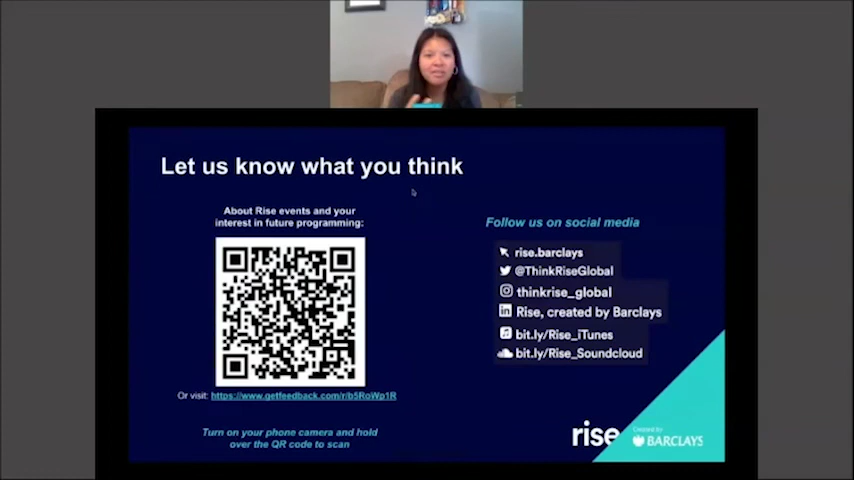 Let us know what you think
About Rise events and your
interest in future programming:
Or visit: https://www.getfeedback.com/r/b5RoWp1R
Turn on your phone camera and hold
over the QR code to scan
Follow us on social media
rise.barclays
@ThinkRiseGlobal
thinkrise_global
Rise, created by Barclays
bit.ly/Rise_iTunes
bit.ly/Rise_Soundcloud
rise
Created by
BARCLAYS